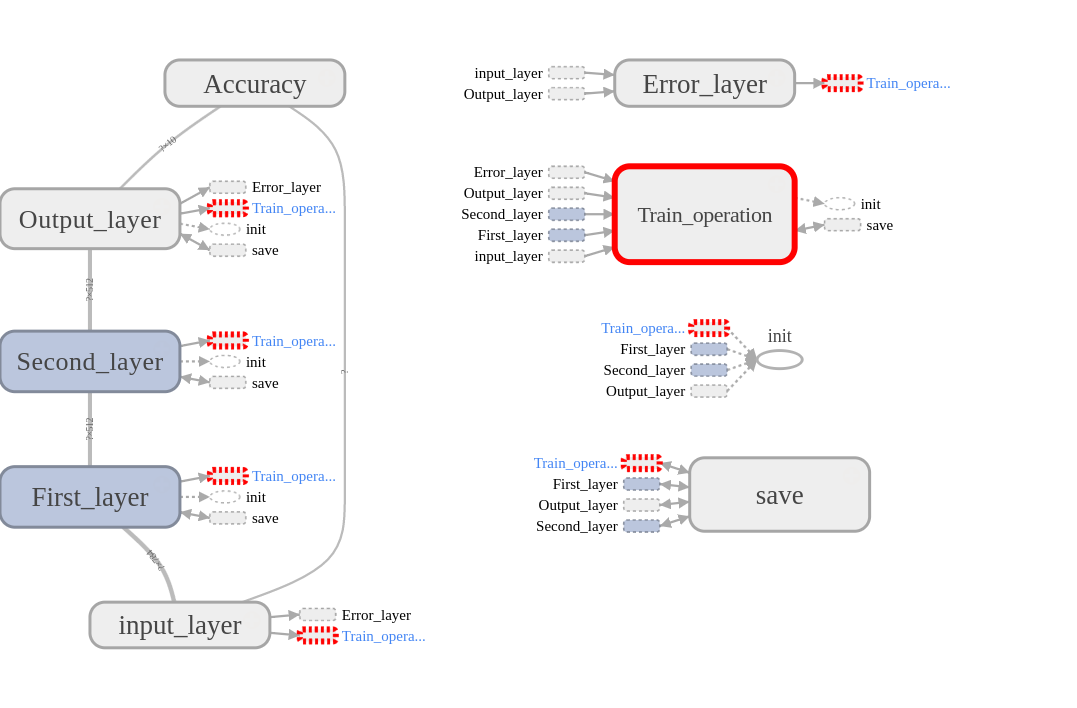 Accuracy
?×10
Output_layer
Error_layer
Train_opera...
init
save
?×512
Second_layer
Train_opera...
init
save
?
?×512
First_layer
Train_opera...
init
save
?×784
input_layer
Error_layer
Train_opera...
input_layer
Output_layer
Error_layer
Train_opera...
Error_layer
Output_layer
Second_layer
First_layer
input_layer
Train_operation
init
save
Train_opera...
First_layer
Second_layer
Output_layer
init
Train_opera...
First_layer
Output_layer
Second_layer
save